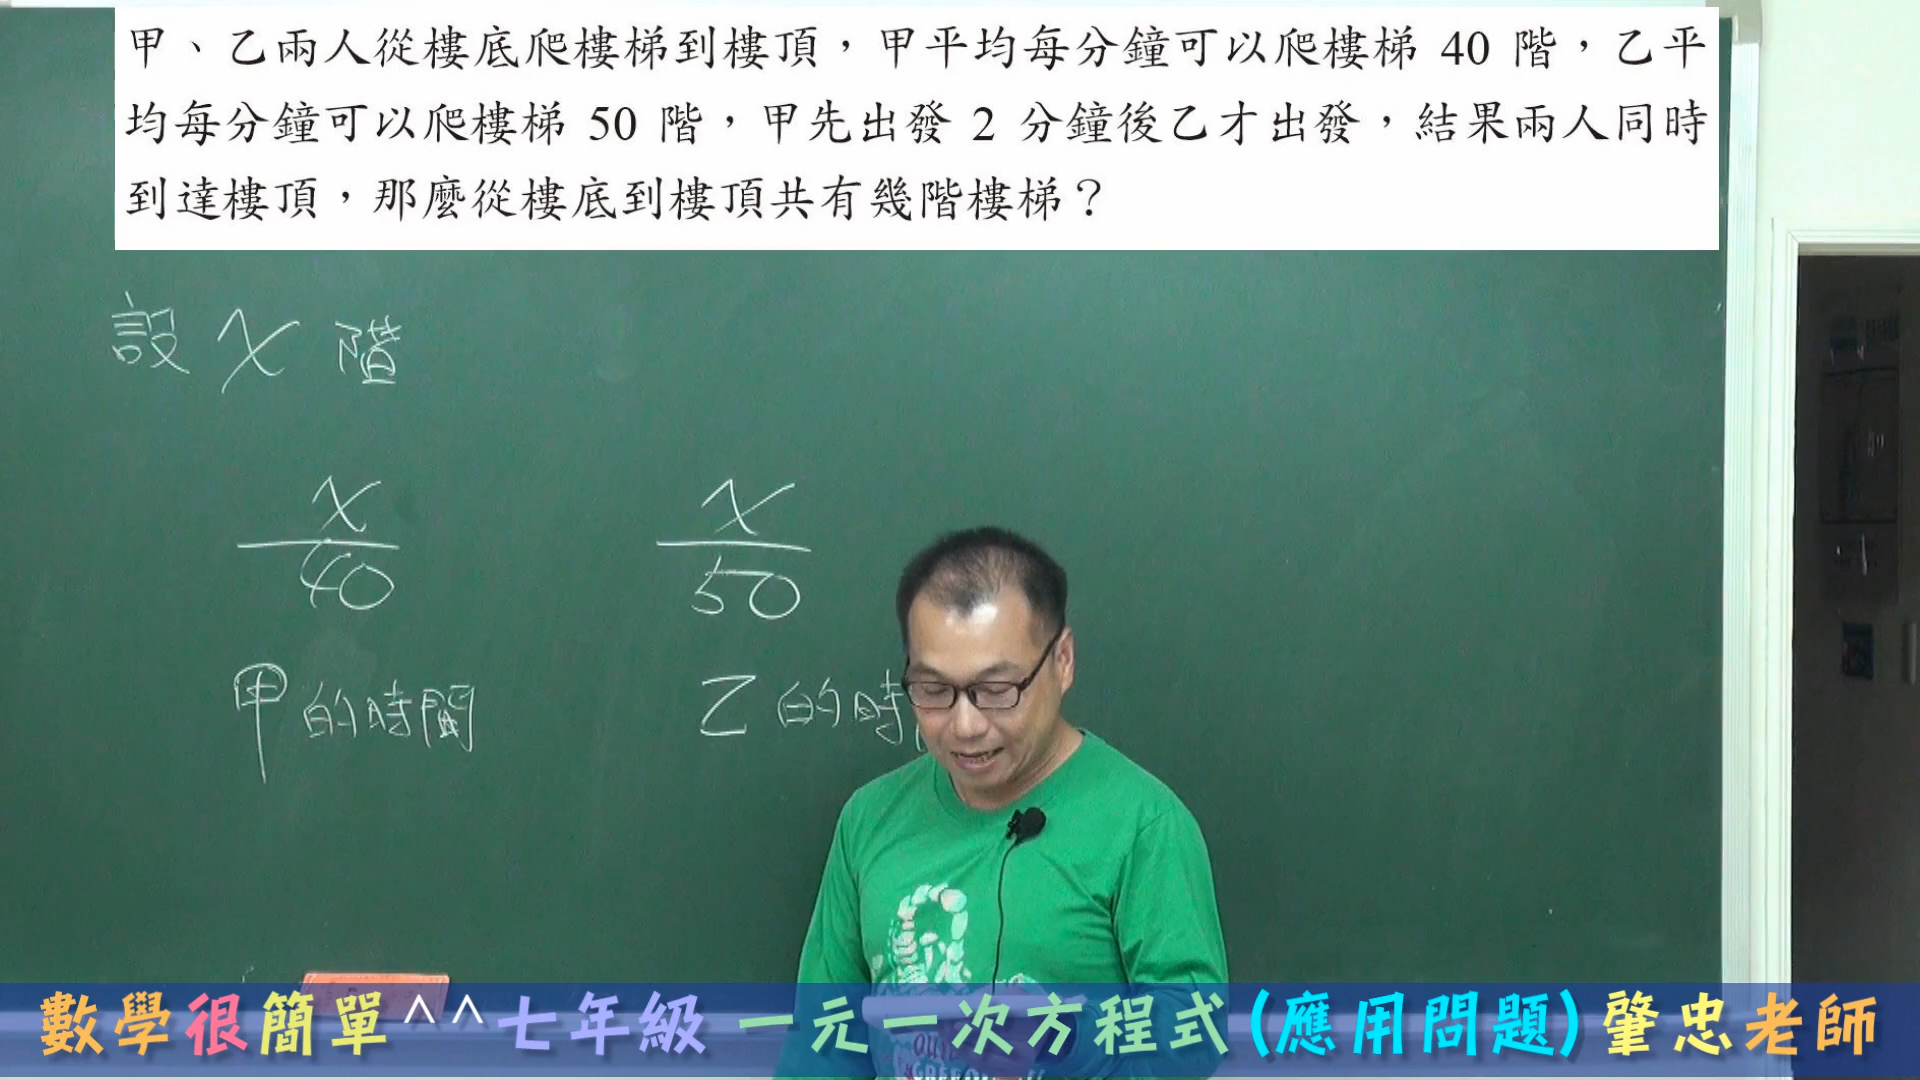 甲、乙兩人從樓底爬樓梯到樓頂，甲平均每分鐘可以爬樓梯 40 階，乙平
均每分鐘可以爬樓梯 50 階，甲先出發 2 分鐘後乙才出發，結果兩人同時
到達樓頂，那麼從樓底到樓頂共有幾階樓梯？
設 x 階
x x
40 50
甲的時間 乙的時
數學很簡單^^七年級 一元一次方程式(應用問題)肇忠老師